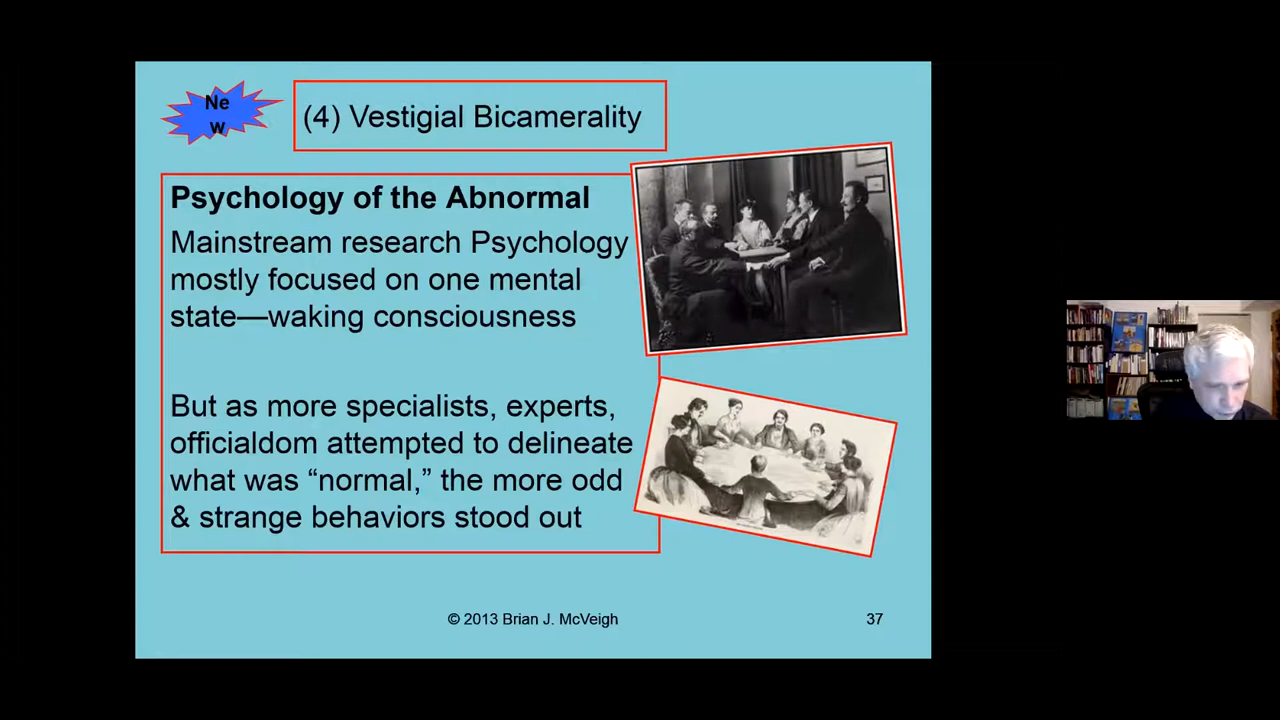 Ne
w
(4) Vestigial Bicamerality
Psychology of the Abnormal
Mainstream research Psychology
mostly focused on one mental
state—waking consciousness
But as more specialists, experts,
officialdom attempted to delineate
what was “normal,” the more odd
& strange behaviors stood out
© 2013 Brian J. McVeigh
37